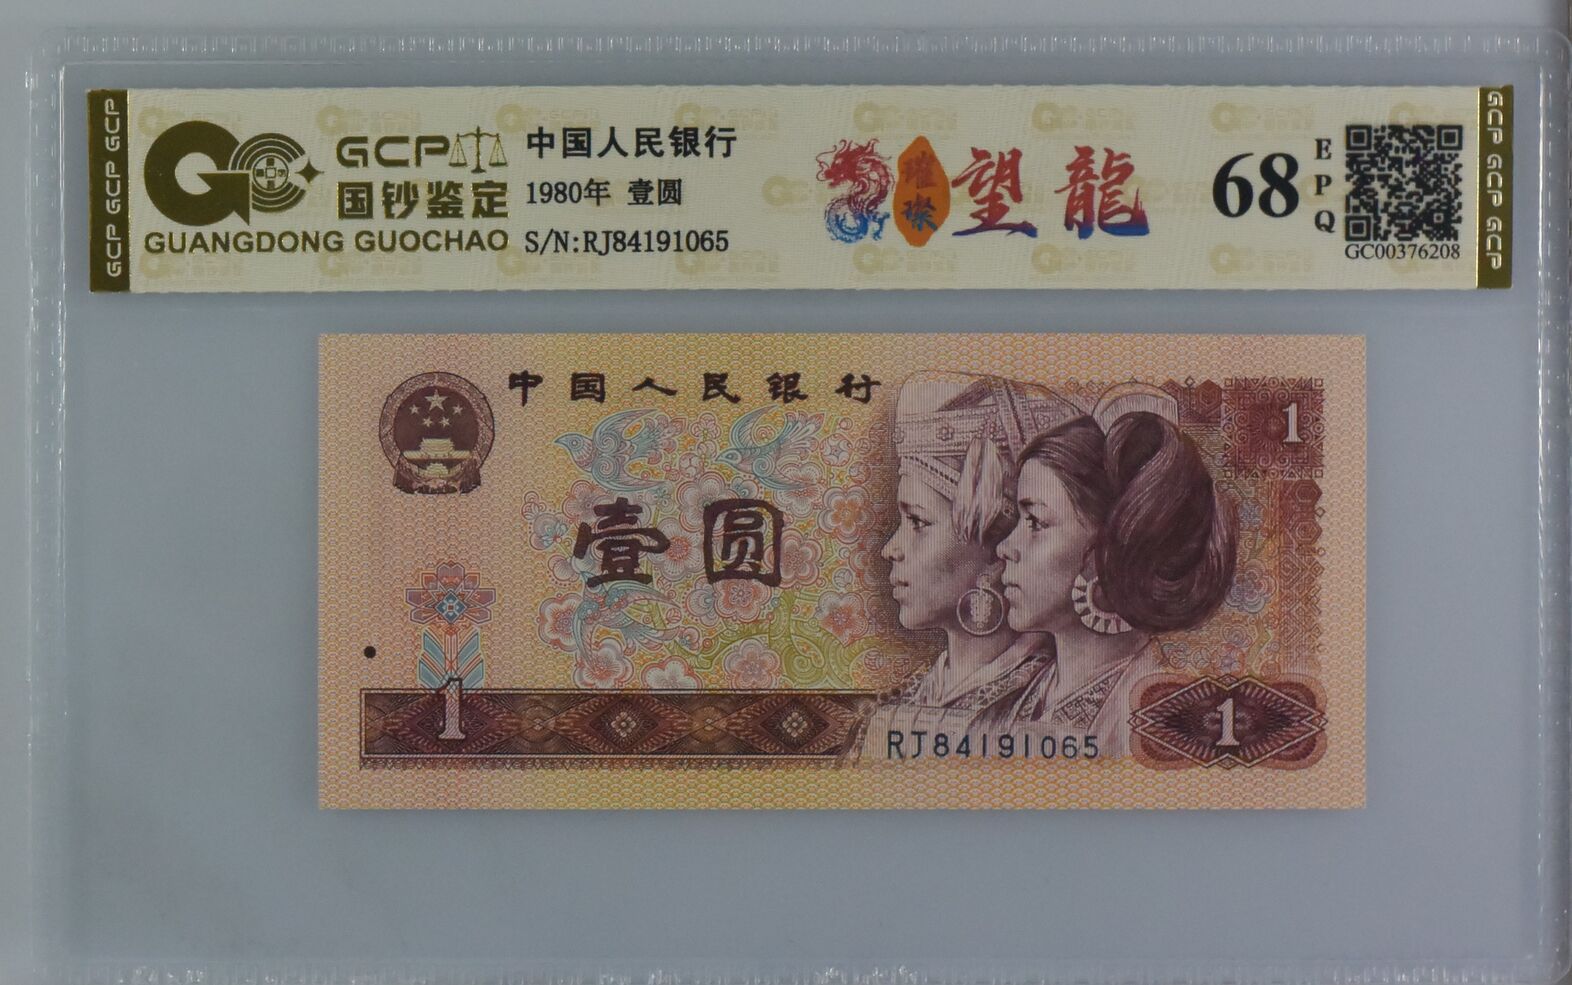 GCP GCP GCP
GCP
国钞鉴定
GUANGDONG GUOCHAO
中国人民银行
1980年 壹圆
S/N:RJ84191065
璀璨
望龍
68
EPQ
GC00376208
GCP GCP GCP
中国人民银行
1
壹圆
1
RJ84191065
1